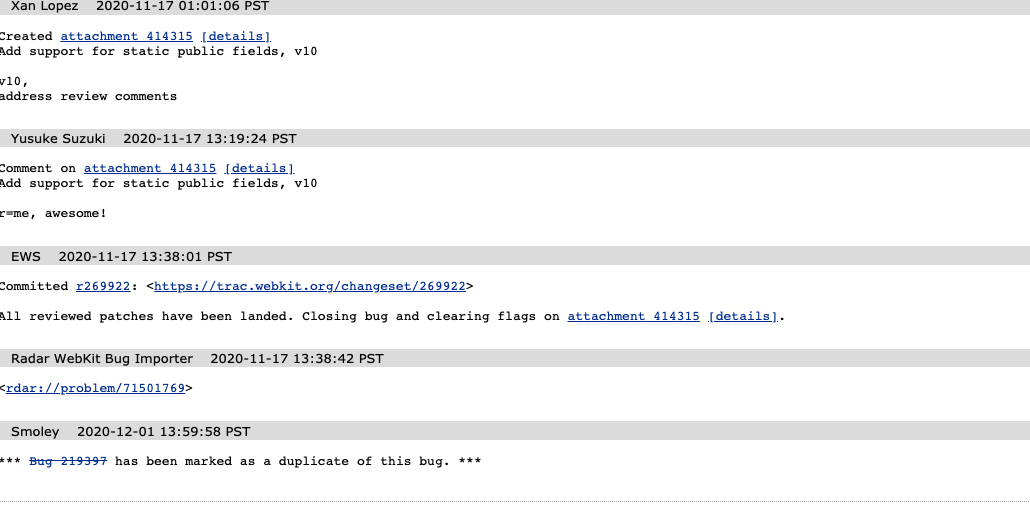 Xan Lopez 2020-11-17 01:01:06 PST
Created attachment 414315 [details]
Add support for static public fields, v10
v10,
address review comments
Yusuke Suzuki 2020-11-17 13:19:24 PST
Comment on attachment 414315 [details]
Add support for static public fields, v10
r=me, awesome!
EWS 2020-11-17 13:38:01 PST
Committed r269922: <https://trac.webkit.org/changeset/269922>
All reviewed patches have been landed. Closing bug and clearing flags on attachment 414315 [details].
Radar WebKit Bug Importer 2020-11-17 13:38:42 PST
<rdar://problem/71501769>
Smoley 2020-12-01 13:59:58 PST
*** Bug 219397 has been marked as a duplicate of this bug. ***